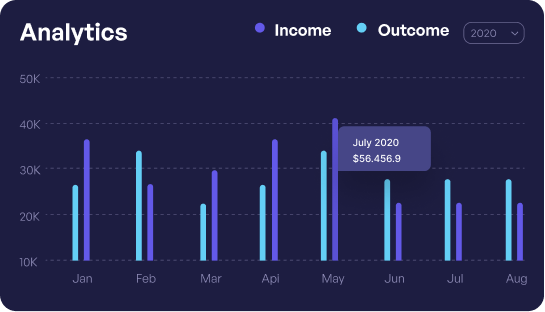 Analytics
Income
Outcome
2020
50K
40K
30K
20K
10K
July 2020
$56.456.9
Jan
Feb
Mar
Api
May
Jun
Jul
Aug